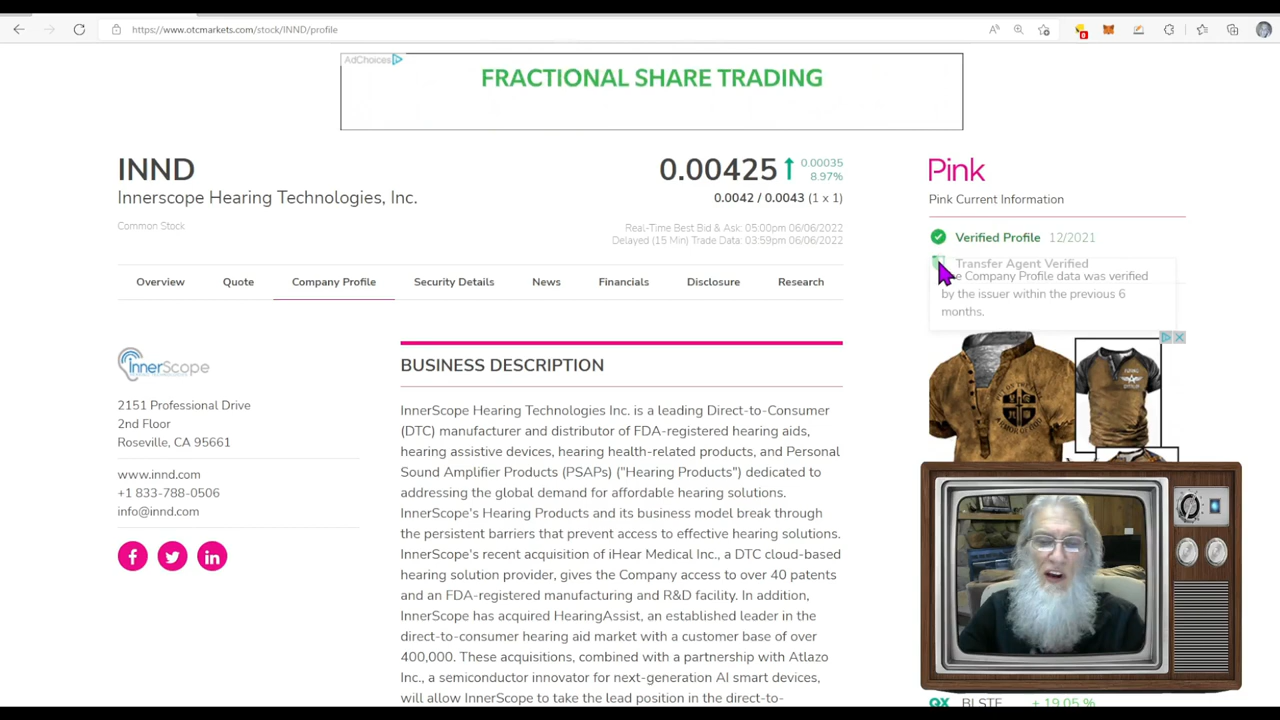 https://www.otcmarkets.com/stock/INND/profile
AdChoices
FRACTIONAL SHARE TRADING
INND
Innerscope Hearing Technologies, Inc.
Common Stock
0.00425
0.00035
8.97%
0.0042 / 0.0043 (1 x 1)
Real-Time Best Bid & Ask: 05:00pm 06/06/2022
Delayed (15 Min) Trade Data: 03:59pm 06/06/2022
Pink
Pink Current Information
Verified Profile 12/2021
Transfer Agent Verified
Company Profile data was verified
by the issuer within the previous 6
months.
Overview Quote Company Profile Security Details News Financials Disclosure Research
InnerScope
2151 Professional Drive
2nd Floor
Roseville, CA 95661
www.innd.com
+1 833-788-0506
info@innd.com
BUSINESS DESCRIPTION
InnerScope Hearing Technologies Inc. is a leading Direct-to-Consumer
(DTC) manufacturer and distributor of FDA-registered hearing aids,
hearing assistive devices, hearing health-related products, and Personal
Sound Amplifier Products (PSAPs) ("Hearing Products") dedicated to
addressing the global demand for affordable hearing solutions.
InnerScope's Hearing Products and its business model break through
the persistent barriers that prevent access to effective hearing solutions.
InnerScope's recent acquisition of iHear Medical Inc., a DTC cloud-based
hearing solution provider, gives the Company access to over 40 patents
and an FDA-registered manufacturing and R&D facility. In addition,
InnerScope has acquired HearingAssist, an established leader in the
direct-to-consumer hearing aid market with a customer base of over
400,000. These acquisitions, combined with a partnership with Atlazo
Inc., a semiconductor innovator for next-generation AI smart devices,
will allow InnerScope to take the lead position in the direct-to-
QX BLSTF + 19.05 %